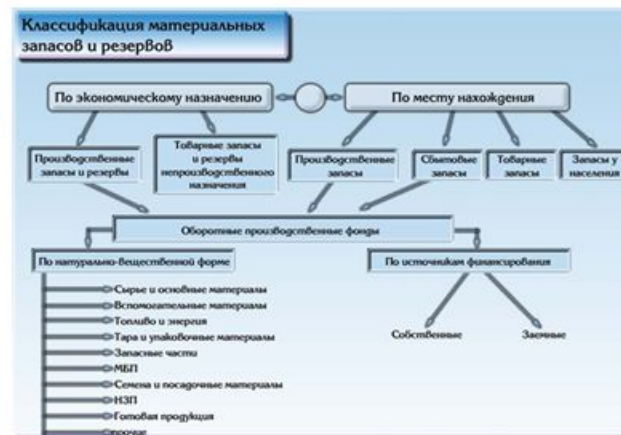 Классификация материальных
запасов и резервов
По экономическому назначению
По месту нахождения
Производственные
запасы и резервы
Товарные запасы
и резервы
непроизводственного
назначения
Производственные
запасы
Сбытовые
запасы
Товарные
запасы
Запасы у
населения
Оборотные производственные фонды
По натурально-вещественной форме
По источникам финансирования
Сырье и основные материалы
Вспомогательные материалы
Топливо и энергия
Тара и упаковочные материалы
Запасные части
МБП
Семена и посадочные материалы
НЗП
Готовая продукция
прочие
Собственные
Заемные